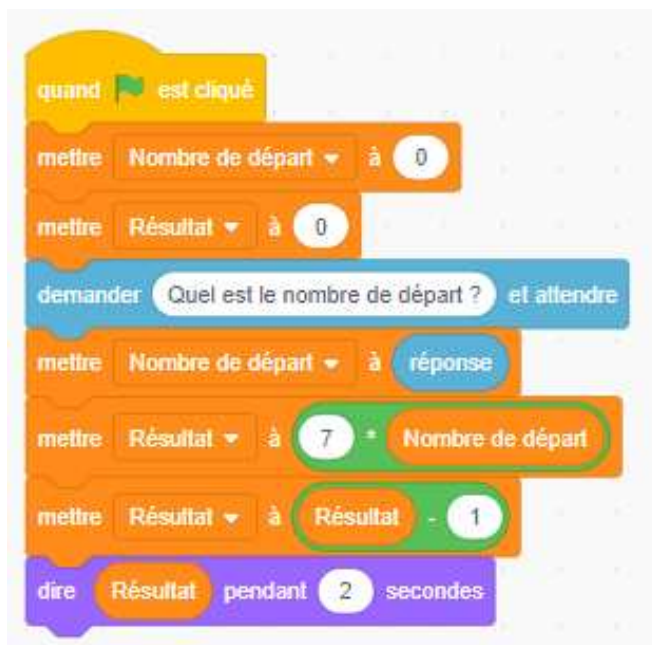 quand est cliqué
mettre Nombre de départ à 0
mettre Résultat à 0
demander Quel est le nombre de départ ? et attendre
mettre Nombre de départ à réponse
mettre Résultat à 7 * Nombre de départ
mettre Résultat à Résultat - 1
dire Résultat pendant 2 secondes